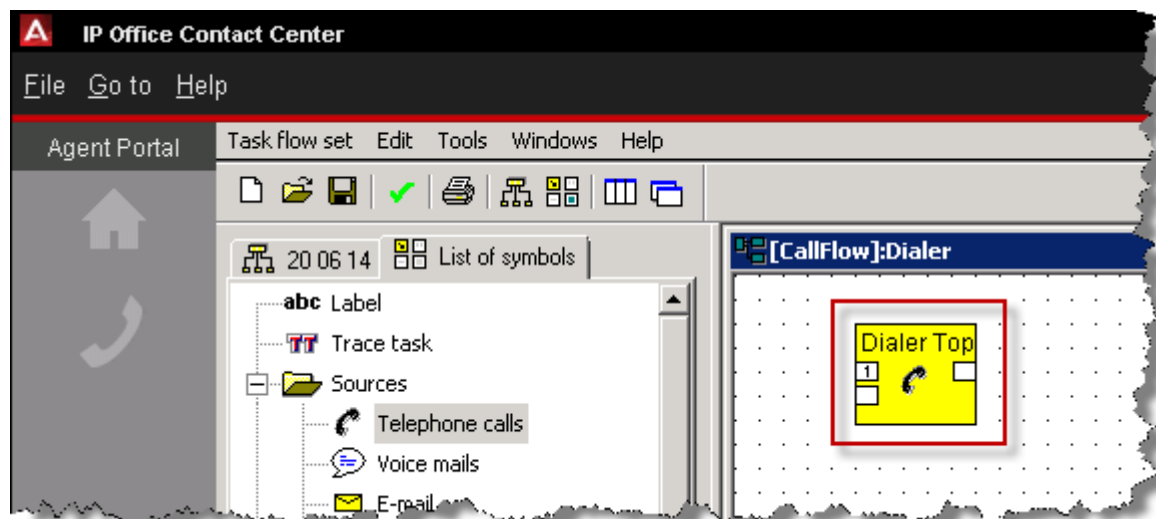 IP Office Contact Center
File Go to Help
Agent Portal
Task flow set Edit Tools Windows Help
20 06 14 List of symbols
[CallFlow]:Dialer
abc Label
TT Trace task
Sources
Telephone calls
Voice mails
E-mail
Dialer Top
1